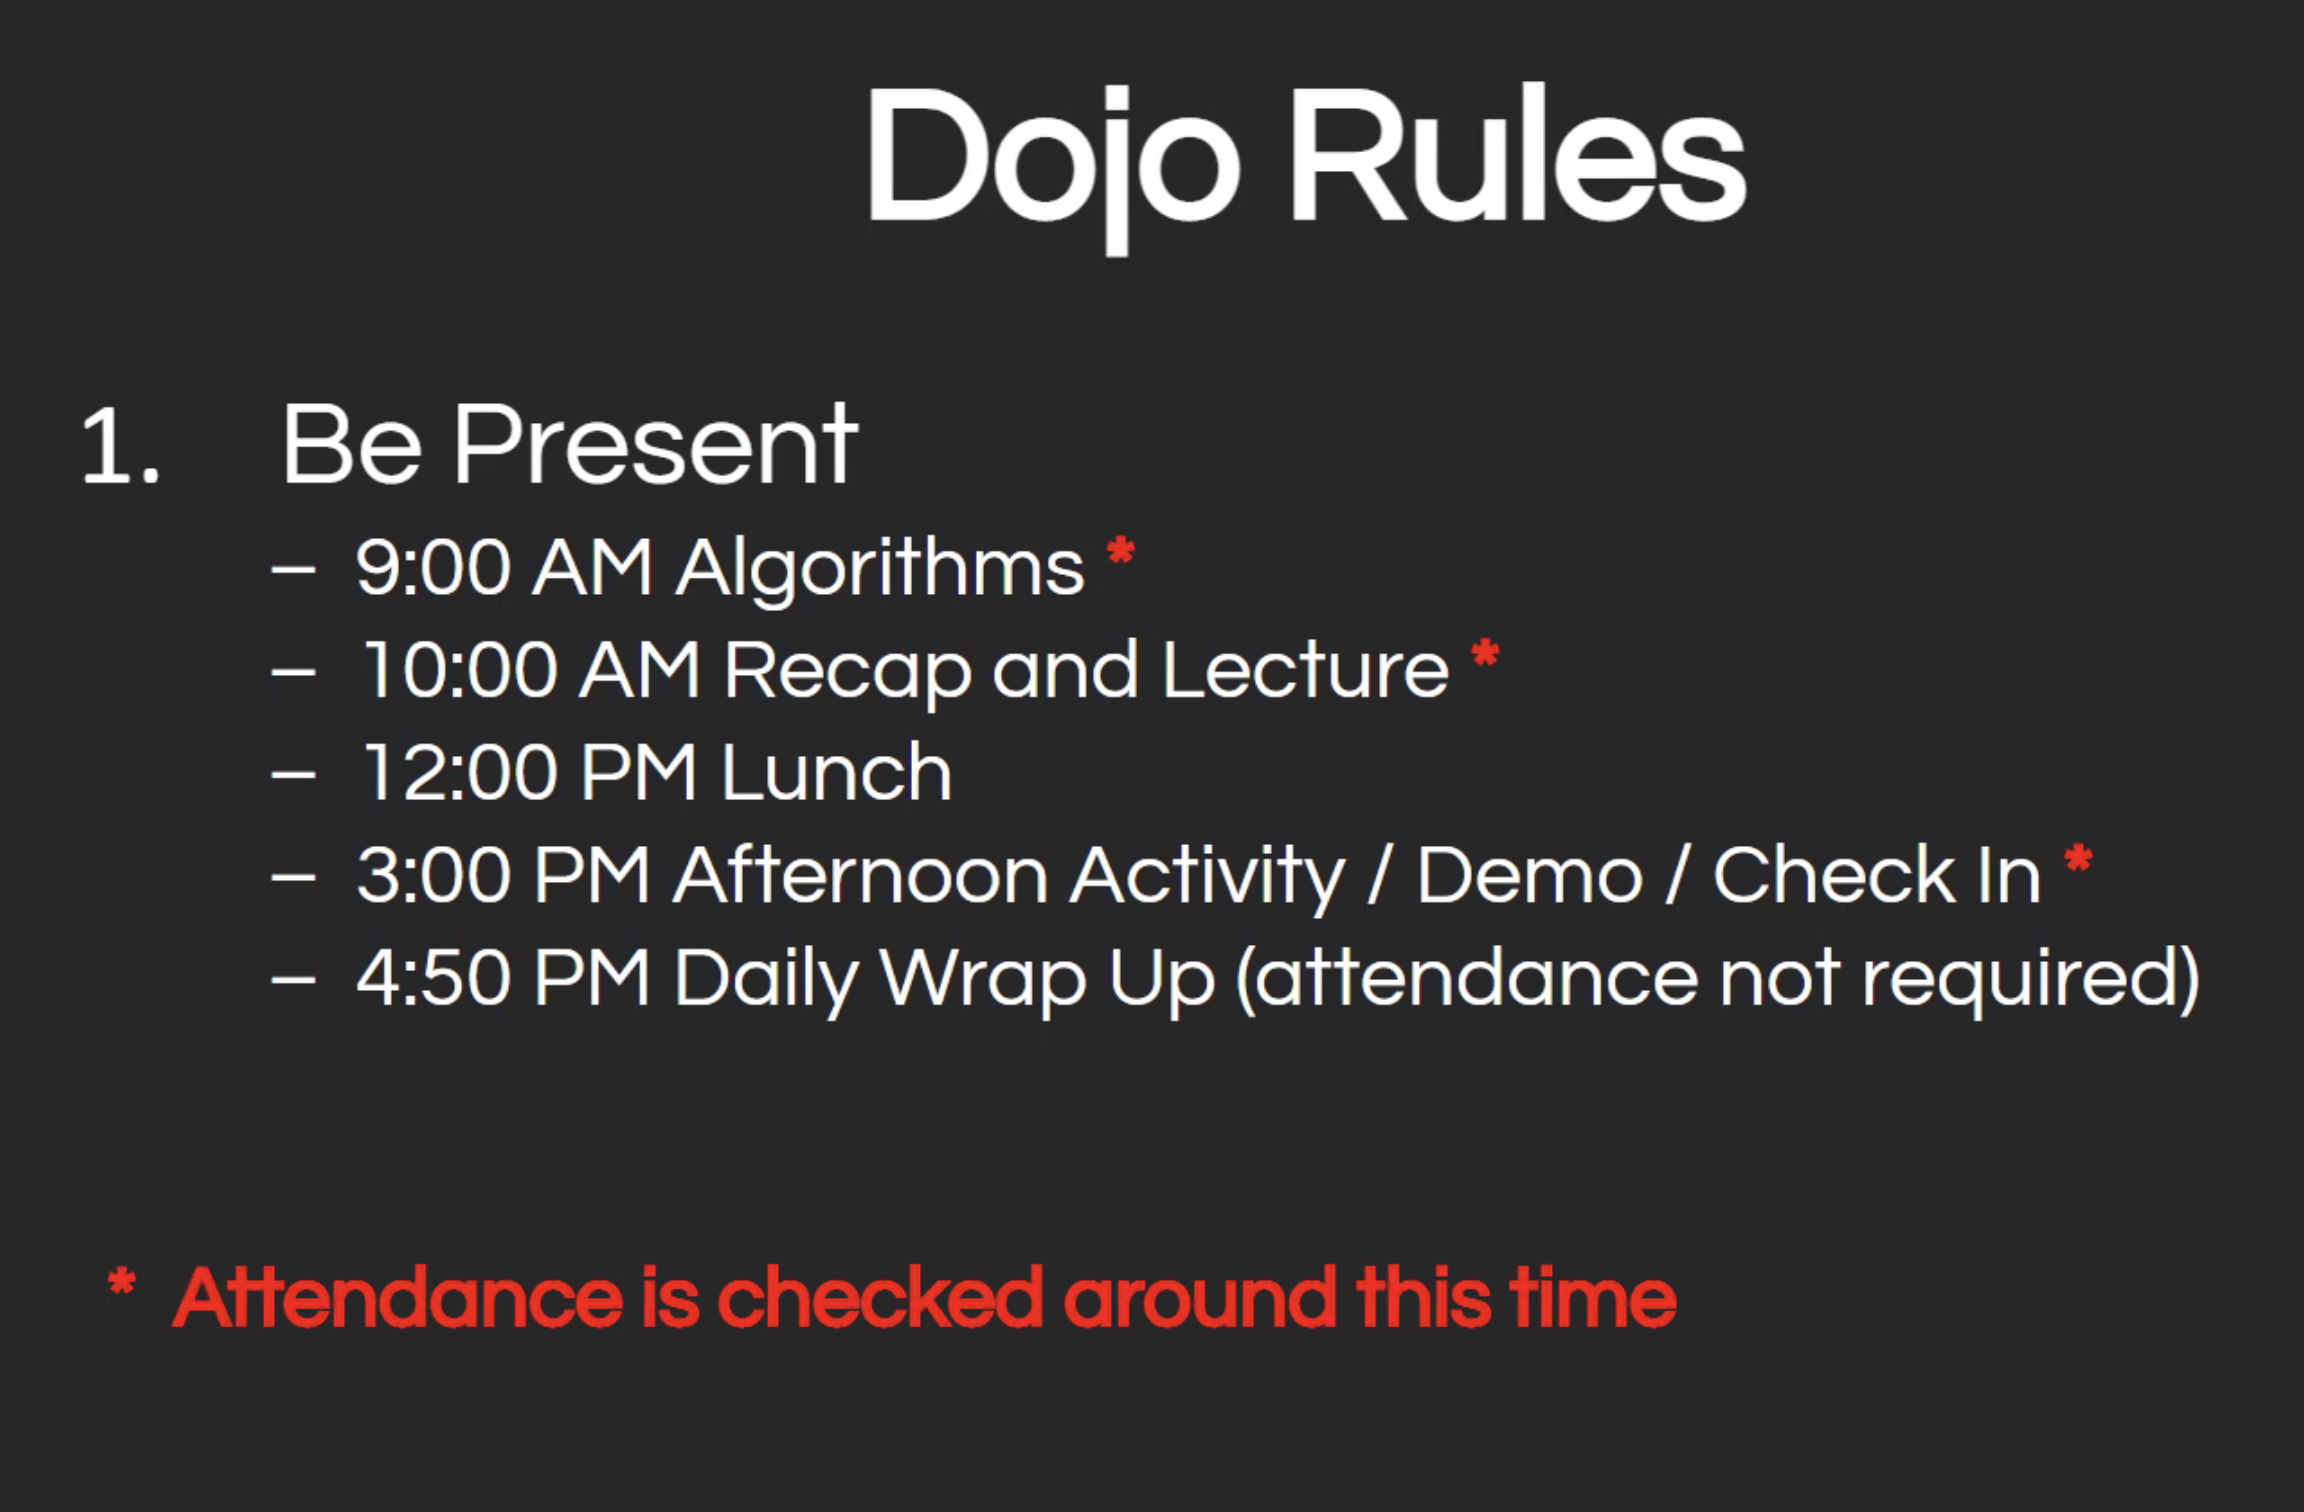 Dojo Rules
1. Be Present
– 9:00 AM Algorithms *
– 10:00 AM Recap and Lecture *
– 12:00 PM Lunch
– 3:00 PM Afternoon Activity / Demo / Check In *
– 4:50 PM Daily Wrap Up (attendance not required)
* Attendance is checked around this time